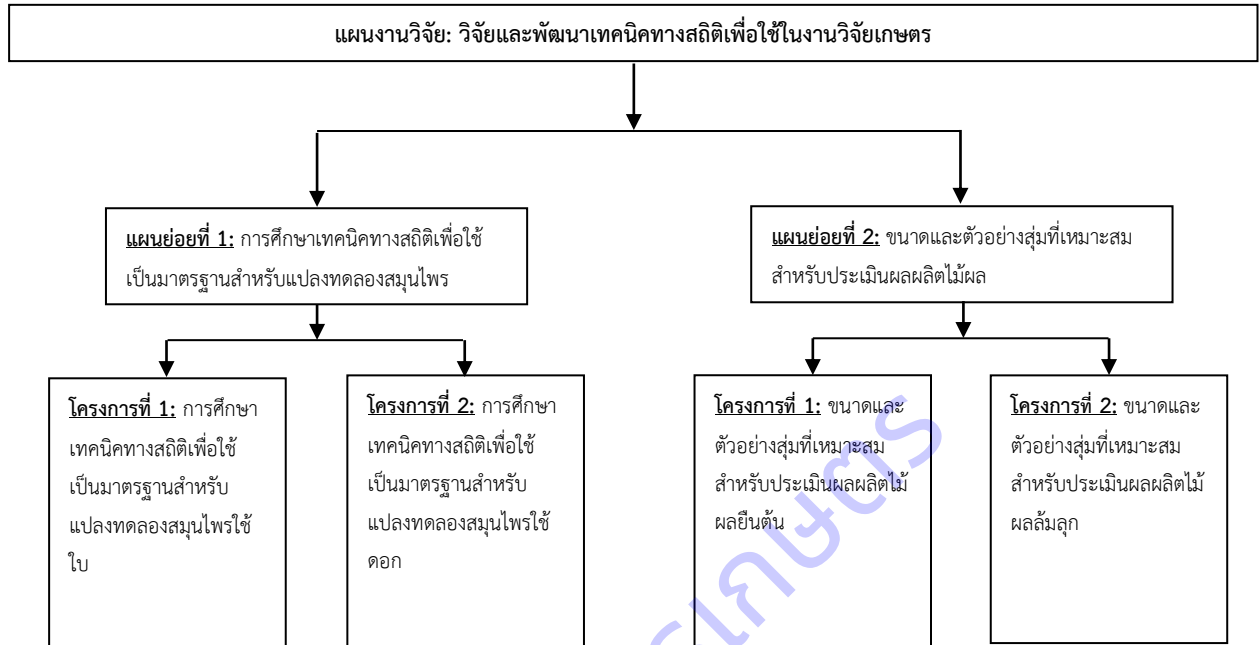 แผนงานวิจัย: วิจัยและพัฒนาเทคนิคทางสถิติเพื่อใช้ในงานวิจัยเกษตร
แผนย่อยที่ 1: การศึกษาเทคนิคทางสถิติเพื่อใช้
เป็นมาตรฐานสำหรับแปลงทดลองสมุนไพร
แผนย่อยที่ 2: ขนาดและตัวอย่างสุ่มที่เหมาะสม
สำหรับประเมินผลผลิตไม้ผล
โครงการที่ 1: การศึกษา
เทคนิคทางสถิติเพื่อใช้
เป็นมาตรฐานสำหรับ
แปลงทดลองสมุนไพรใช้
ใบ
โครงการที่ 2: การศึกษา
เทคนิคทางสถิติเพื่อใช้
เป็นมาตรฐานสำหรับ
แปลงทดลองสมุนไพรใช้
ดอก
โครงการที่ 1: ขนาดและ
ตัวอย่างสุ่มที่เหมาะสม
สำหรับประเมินผลผลิตไม้
ผลยืนต้น
โครงการที่ 2: ขนาดและ
ตัวอย่างสุ่มที่เหมาะสม
สำหรับประเมินผลผลิตไม้
ผลล้มลุก